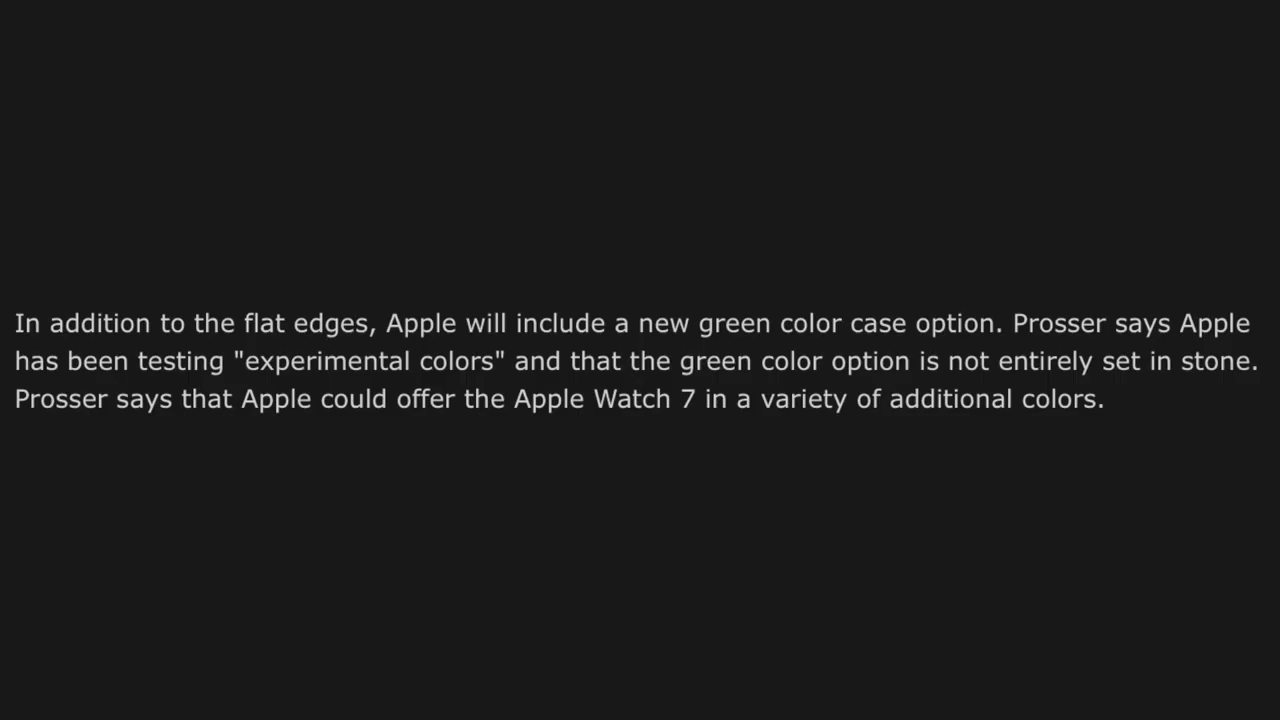 In addition to the flat edges, Apple will include a new green color case option. Prosser says Apple
has been testing "experimental colors" and that the green color option is not entirely set in stone.
Prosser says that Apple could offer the Apple Watch 7 in a variety of additional colors.